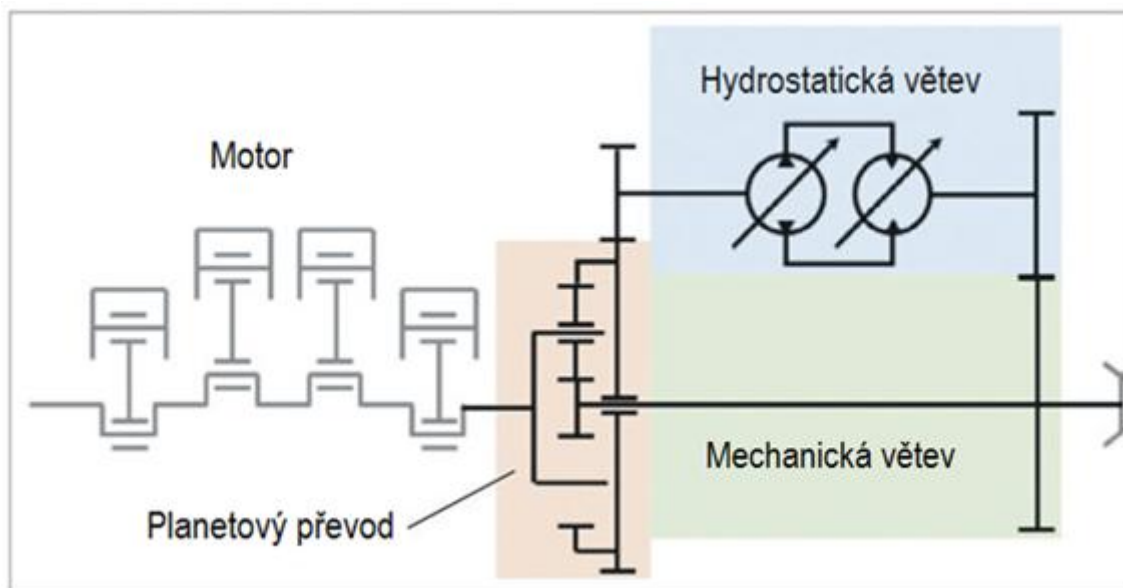 Hydrostatická větev
Motor
Mechanická větev
Planetový převod